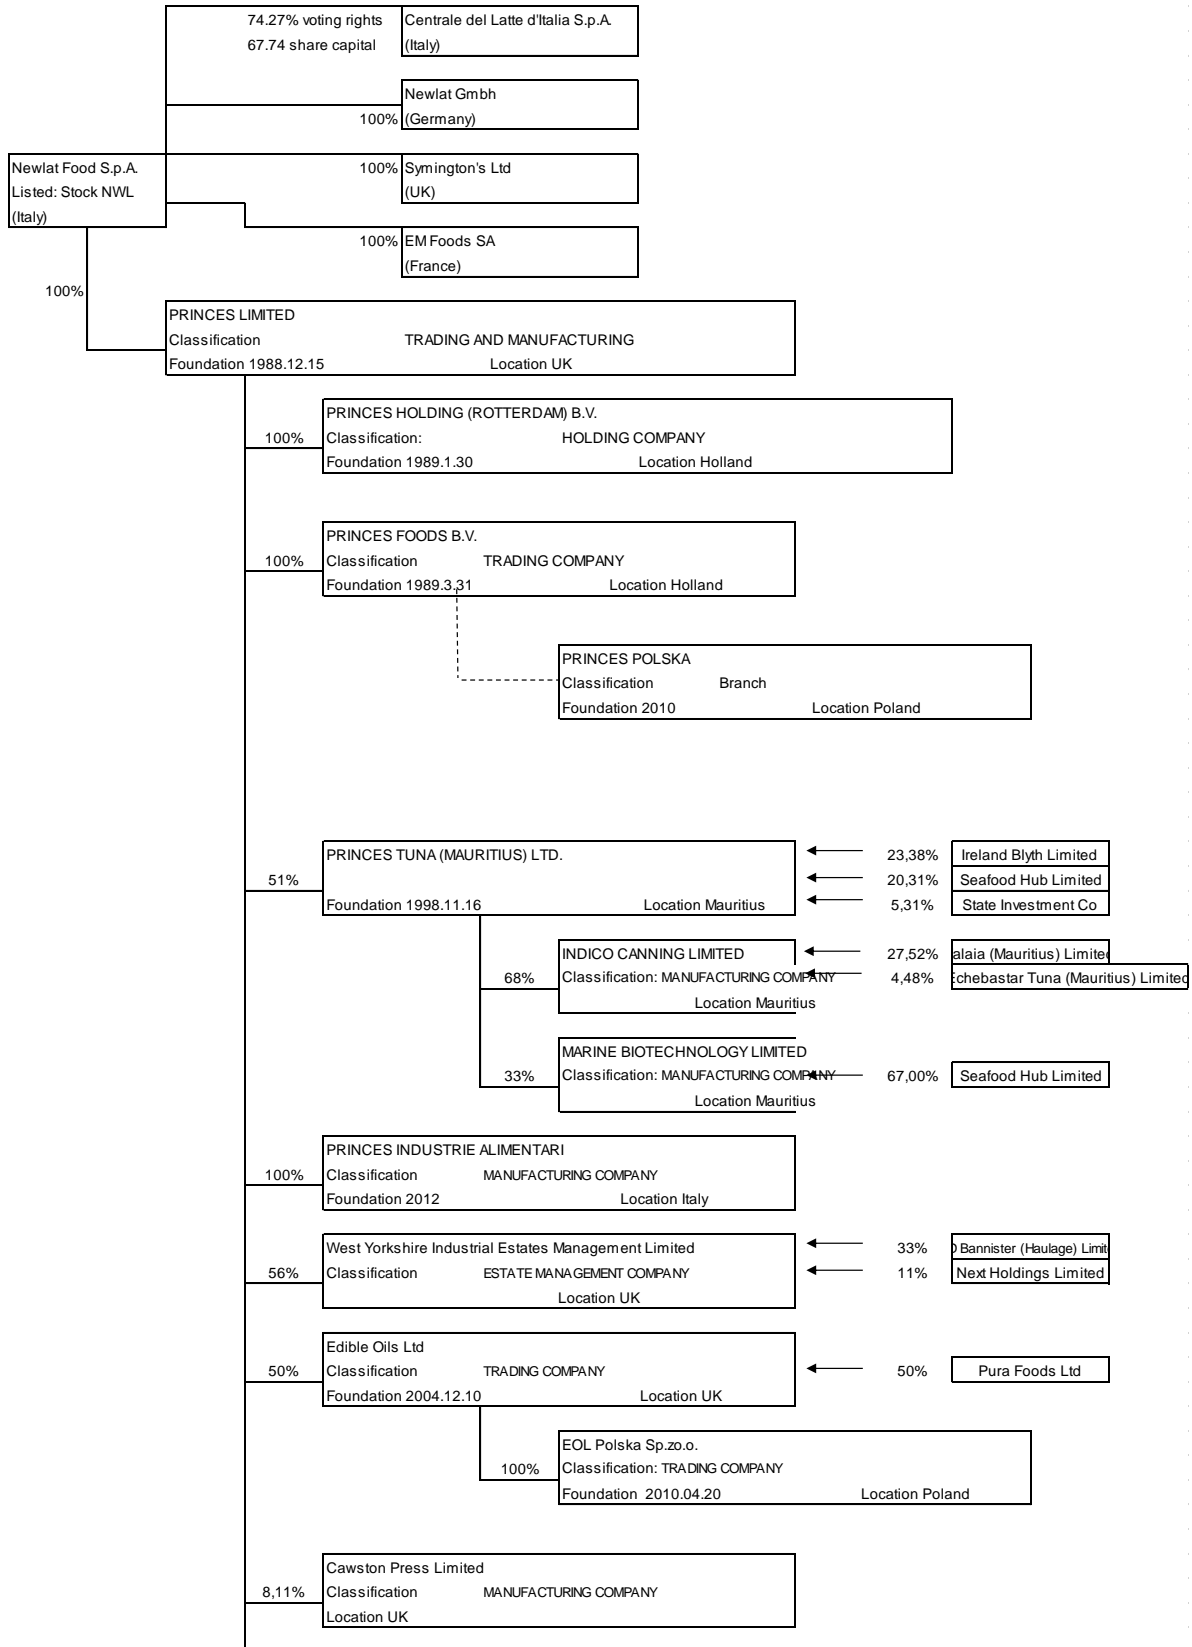 74.27% voting rights Centrale del Latte d'Italia S.p.A.
67.74 share capital (Italy)
Newlat Gmbh
100% (Germany)
Newlat Food S.p.A. 100% Symington's Ltd
Listed: Stock NWL (UK)
(Italy)
100% EM Foods SA
(France)
100%
PRINCES LIMITED
Classification TRADING AND MANUFACTURING
Foundation 1988.12.15 Location UK
PRINCES HOLDING (ROTTERDAM) B.V.
100% Classification: HOLDING COMPANY
Foundation 1989.1.30 Location Holland
PRINCES FOODS B.V.
100% Classification TRADING COMPANY
Foundation 1989.3.31 Location Holland
PRINCES POLSKA
Classification Branch
Foundation 2010 Location Poland
PRINCES TUNA (MAURITIUS) LTD. 23,38% Ireland Blyth Limited
51% 20,31% Seafood Hub Limited
Foundation 1998.11.16 Location Mauritius 5,31% State Investment Co
INDICO CANNING LIMITED 27,52% alaia (Mauritius) Limited
68% Classification: MANUFACTURING COMPANY 4,48% Echebastar Tuna (Mauritius) Limited
Location Mauritius
MARINE BIOTECHNOLOGY LIMITED
33% Classification: MANUFACTURING COMPANY 67,00% Seafood Hub Limited
Location Mauritius
PRINCES INDUSTRIE ALIMENTARI
100% Classification MANUFACTURING COMPANY
Foundation 2012 Location Italy
West Yorkshire Industrial Estates Management Limited 33% Bannister (Haulage) Limit
56% Classification ESTATE MANAGEMENT COMPANY 11% Next Holdings Limited
Location UK
Edible Oils Ltd
50% Classification TRADING COMPANY 50% Pura Foods Ltd
Foundation 2004.12.10 Location UK
EOL Polska Sp.zo.o.
100% Classification: TRADING COMPANY
Foundation 2010.04.20 Location Poland
Cawston Press Limited
8,11% Classification MANUFACTURING COMPANY
Location UK